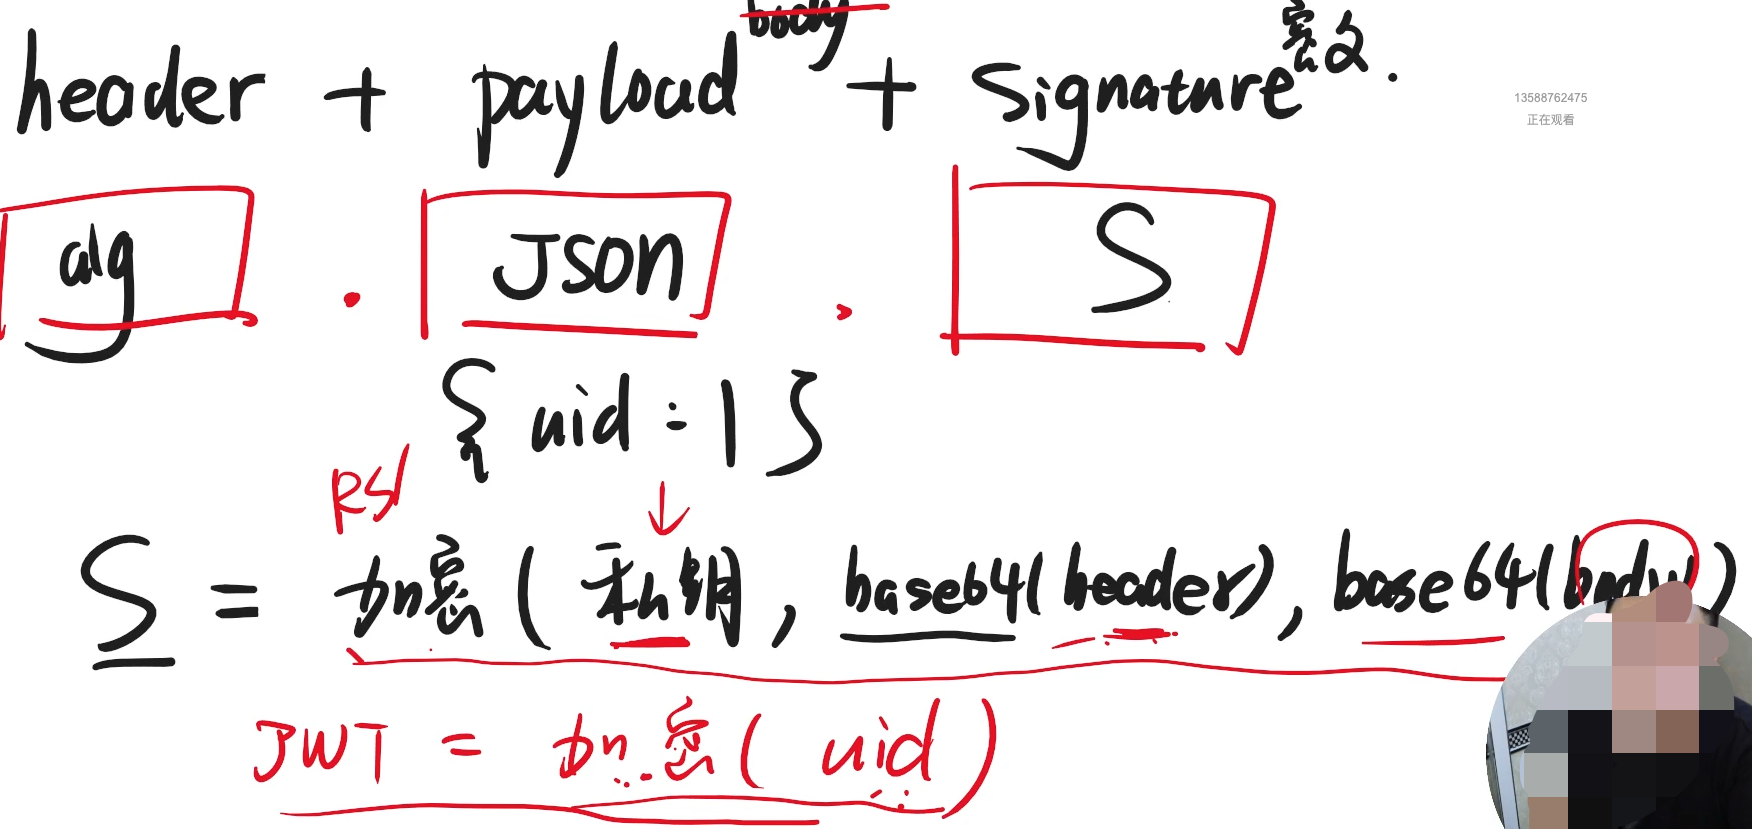 body
header + payload + Signature 密文.
13588762475
正在观看
alg . Json . S
{ uid : 1 }
RSA
S = 加密 ( 私钥, base64(header), base64(body) )
JWT = 加密 ( uid )